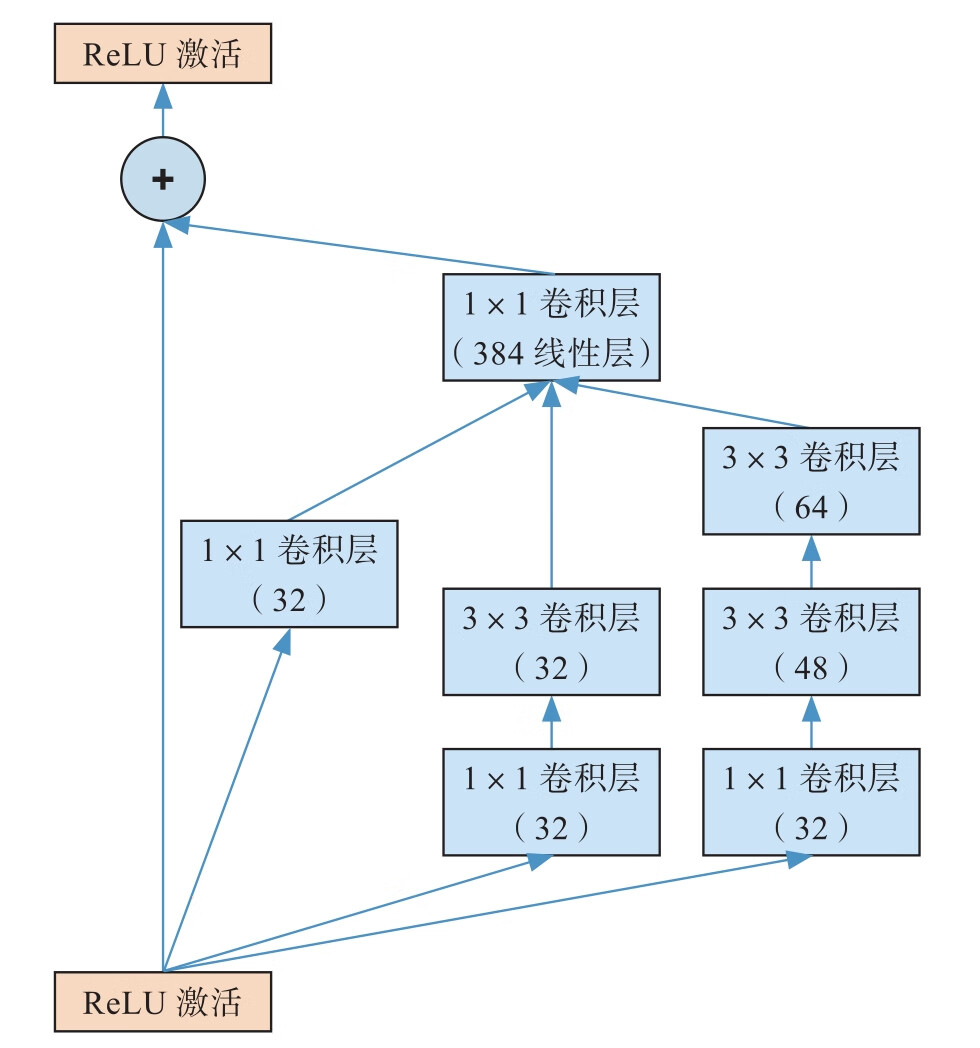 ReLU 激活
+
1 × 1 卷积层
（384 线性层）
3 × 3 卷积层
（64）
1 × 1 卷积层
（32）
3 × 3 卷积层
（32）
3 × 3 卷积层
（48）
1 × 1 卷积层
（32）
1 × 1 卷积层
（32）
ReLU 激活